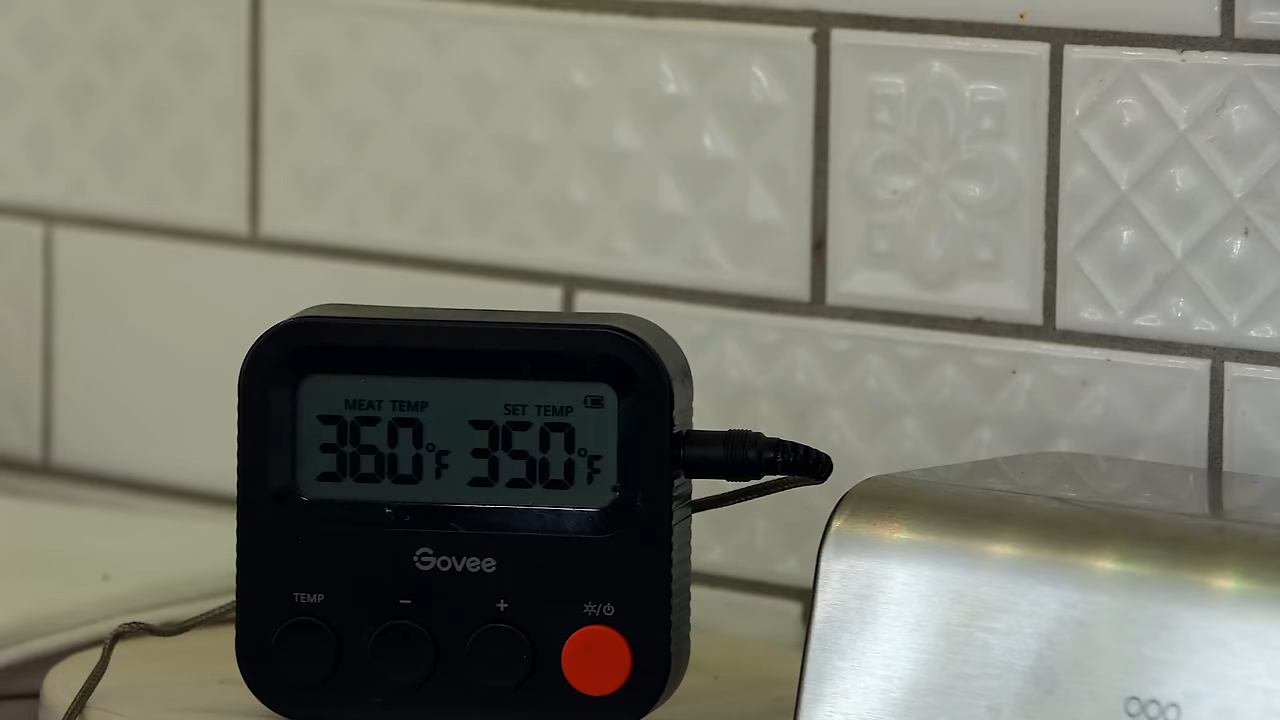 MEAT TEMP SET TEMP
360°F 350°F
Govee
TEMP − +